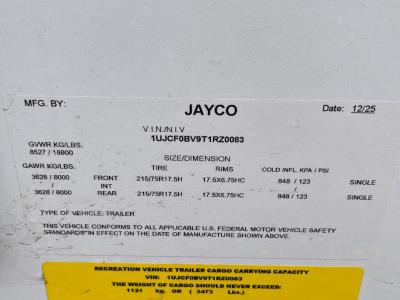 MFG. BY: JAYCO Date: 12/25
V.I.N./N.I.V
1UJCF0BV9T1RZ0083
GVWR KG/LBS.
8527 / 18800
SIZE/DIMENSION
GAWR KG/LBS. TIRE RIMS COLD INFL. KPA / PSI
3628 / 8000 FRONT 215/75R17.5H 17.5X6.75HC 848 / 123 SINGLE
3628 / 8000 REAR 215/75R17.5H 17.5X6.75HC 848 / 123 SINGLE
TYPE OF VEHICLE: TRAILER
THIS VEHICLE CONFORMS TO ALL APPLICABLE U.S. FEDERAL MOTOR VEHICLE SAFETY
STANDARDS IN EFFECT ON THE DATE OF MANUFACTURE SHOWN ABOVE.
RECREATION VEHICLE TRAILER CARGO CARRYING CAPACITY
VIN: 1UJCF0BV9T1RZ0083
THE WEIGHT OF CARGO SHOULD NEVER EXCEED:
1121 kg. OR ( 2473 Lbs.)